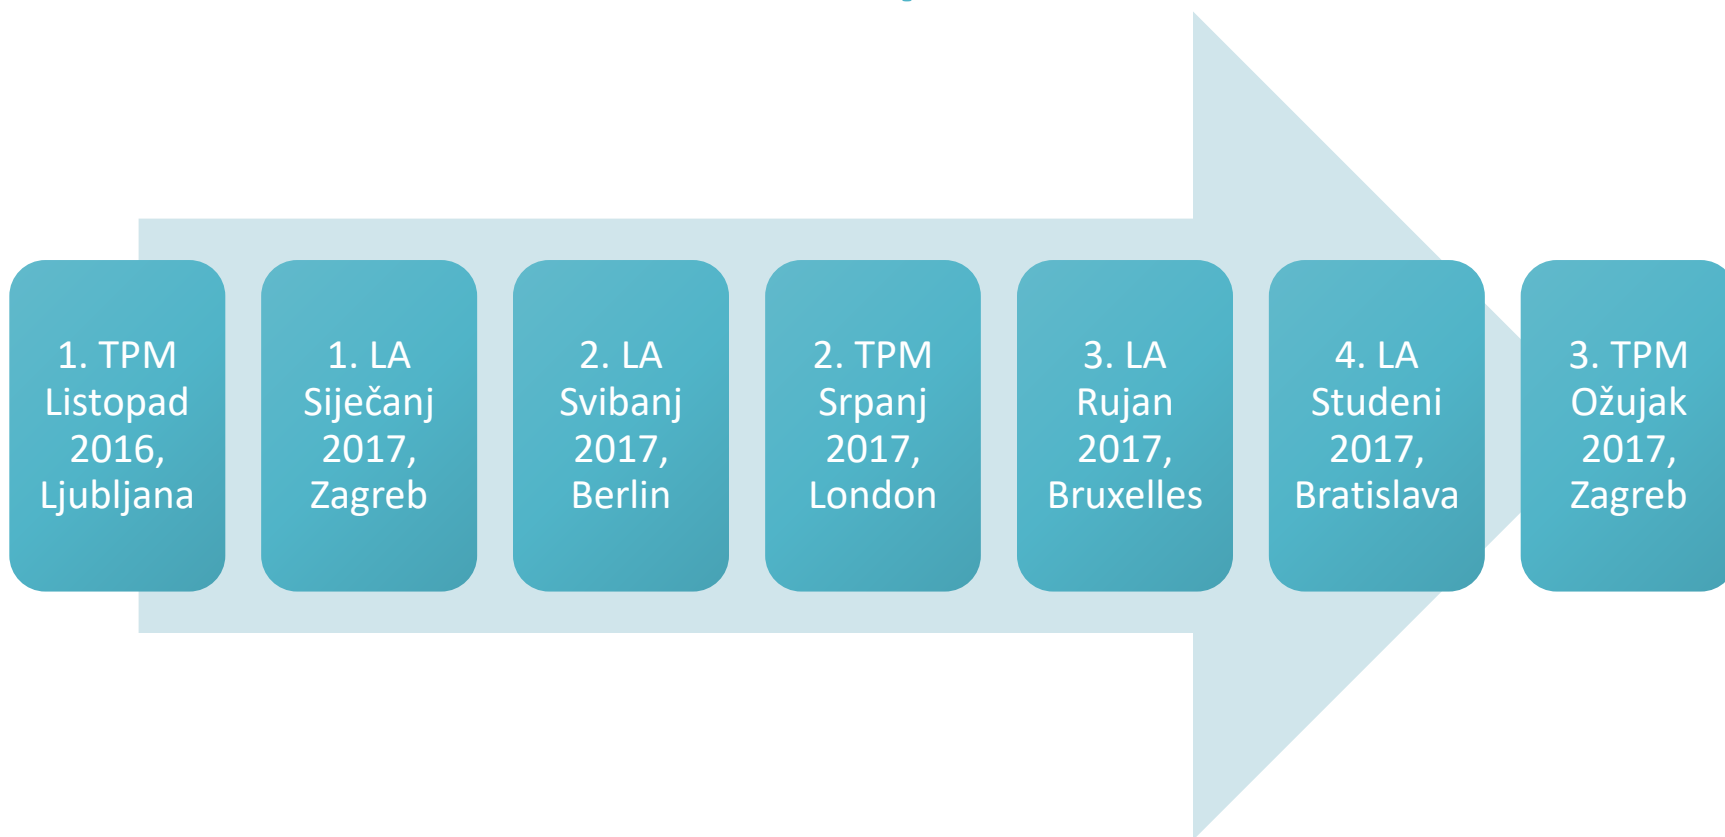 1. TPM
Listopad
2016,
Ljubljana
1. LA
Siječanj
2017,
Zagreb
2. LA
Svibanj
2017,
Berlin
2. TPM
Srpanj
2017,
London
3. LA
Rujan
2017,
Bruxelles
4. LA
Studeni
2017,
Bratislava
3. TPM
Ožujak
2017,
Zagreb